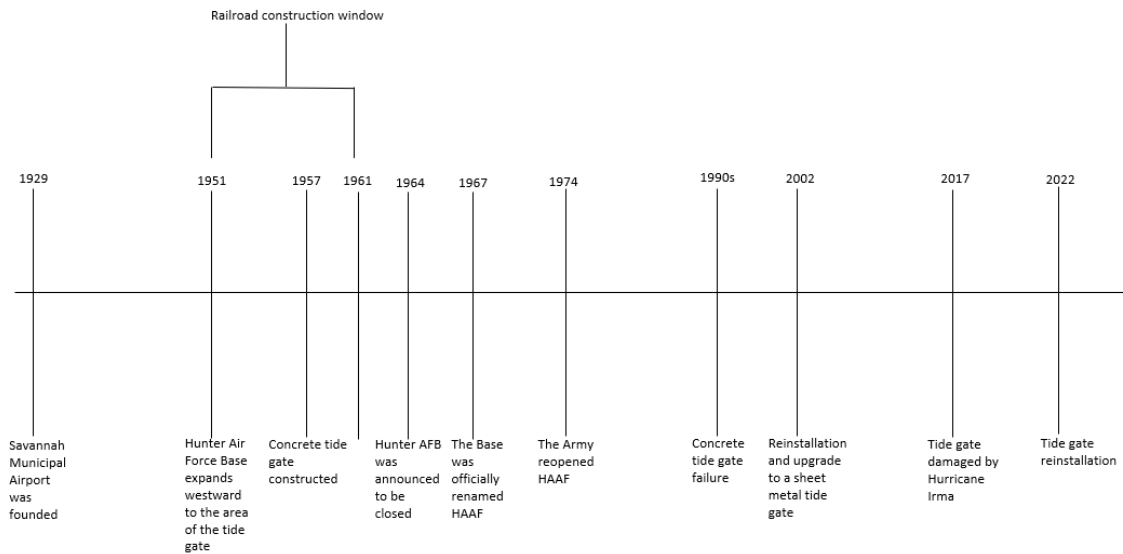 Railroad construction window
1929
1951
1957
1961
1964
1967
1974
1990s
2002
2017
2022
Savannah
Municipal
Airport
was
founded
Hunter Air
Force Base
expands
westward
to the area
of the tide
gate
Concrete tide
gate
constructed
Hunter AFB
was
announced
to be
closed
The Base
was
officially
renamed
HAAF
The Army
reopened
HAAF
Concrete
tide gate
failure
Reinstallation
and upgrade
to a sheet
metal tide
gate
Tide gate
damaged by
Hurricane
Irma
Tide gate
reinstallation